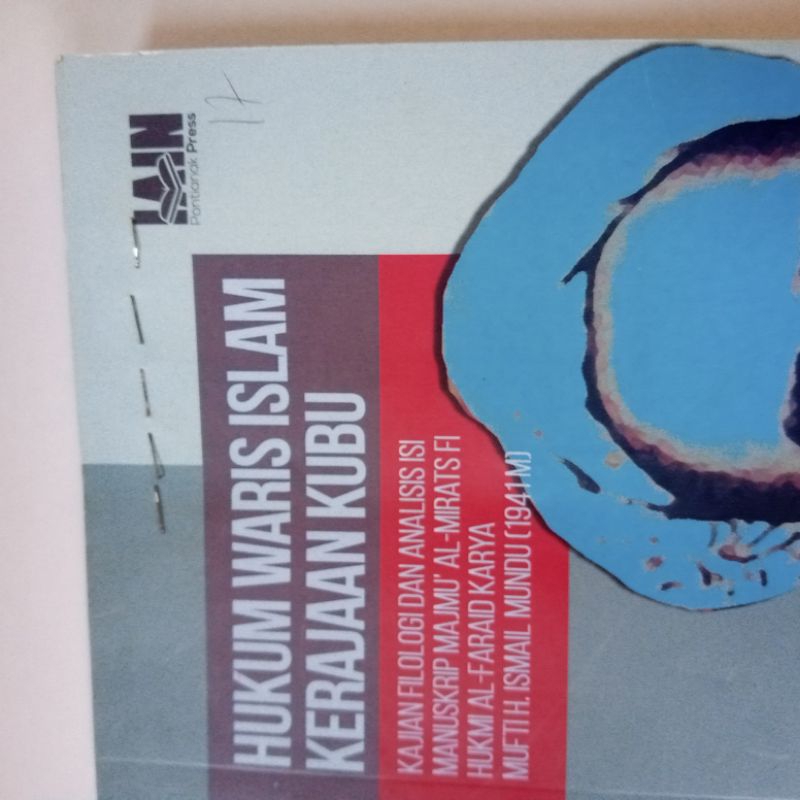 IAIN
Pontianak Press
17
HUKUM WARIS ISLAM
KERAJAAN KUBU
KAJIAN FILOLOGI DAN ANALISIS ISI
MANUSKRIP MAJMU' AL-MIRATS FI
HUKMI AL-FARAID KARYA
MUFTI H. ISMAIL MUNDU (1941 M)